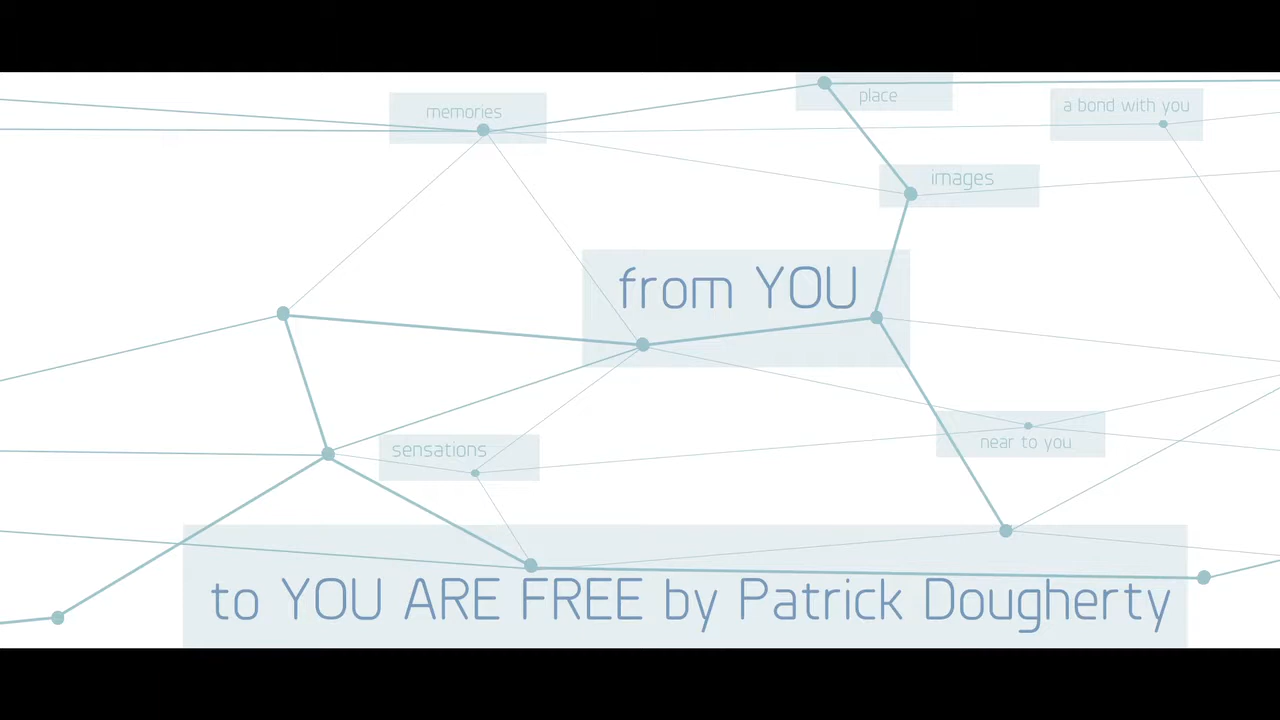 place
a bond with you
memories
images
from YOU
near to you
sensations
to YOU ARE FREE by Patrick Dougherty